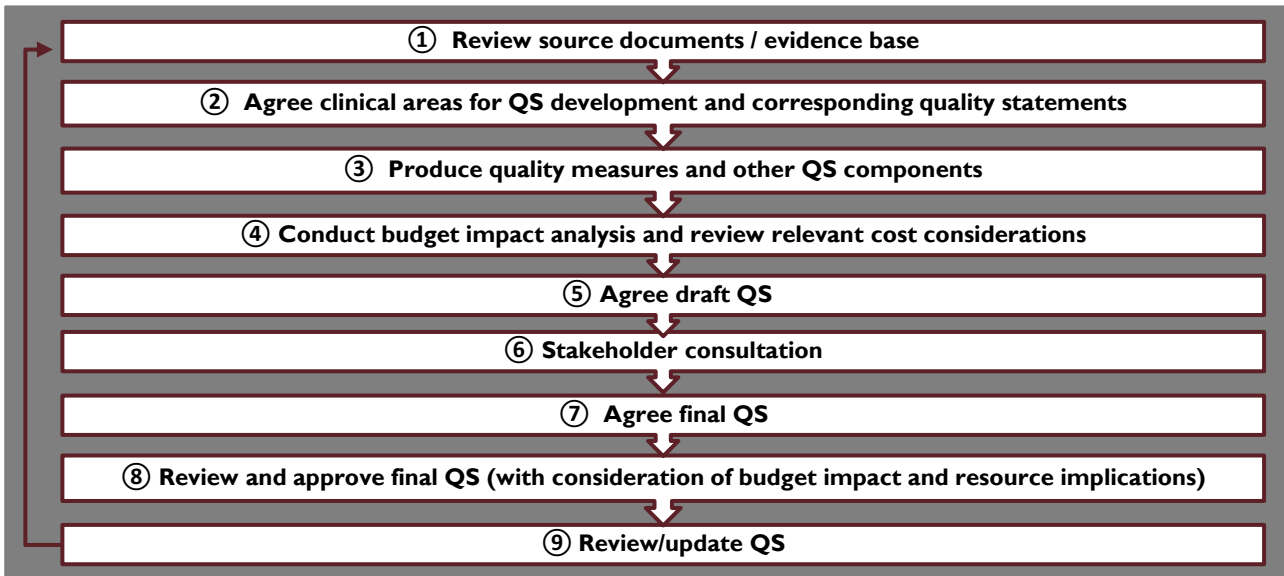 ① Review source documents / evidence base
② Agree clinical areas for QS development and corresponding quality statements
③ Produce quality measures and other QS components
④ Conduct budget impact analysis and review relevant cost considerations
⑤ Agree draft QS
⑥ Stakeholder consultation
⑦ Agree final QS
⑧ Review and approve final QS (with consideration of budget impact and resource implications)
⑨ Review/update QS